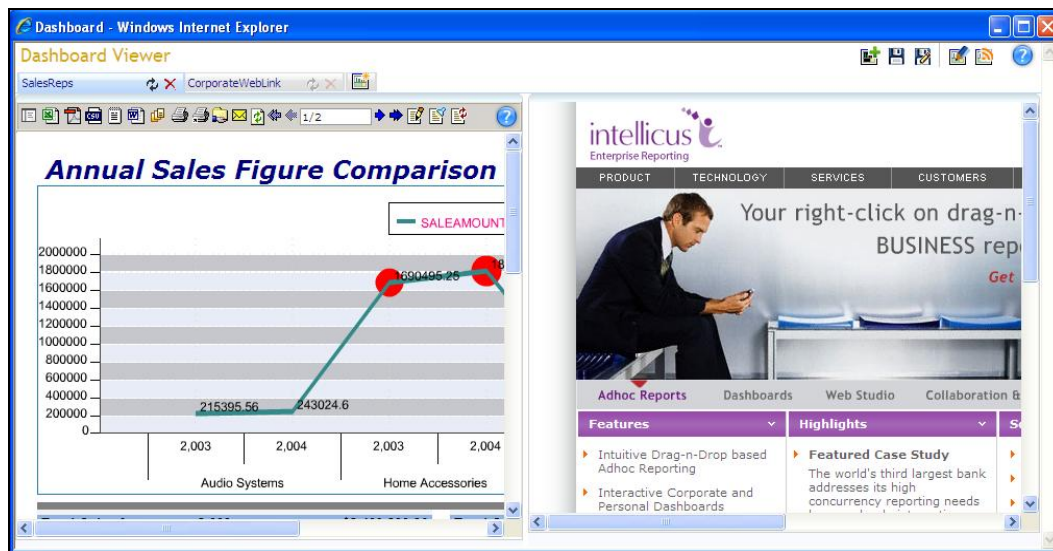 Dashboard - Windows Internet Explorer
Dashboard Viewer
SalesReps CorporateWebLink
1/2
Annual Sales Figure Comparison
SALEAMOUNT
2000000
1800000
1600000
1400000
1200000
1000000
800000
600000
400000
200000
0
215395.56
243024.6
1690495.25
18
2,003 2,004 2,003 2,004
Audio Systems Home Accessories
intellicus
Enterprise Reporting
PRODUCT TECHNOLOGY SERVICES CUSTOMERS
Your right-click on drag-n-
BUSINESS rep
Get
Adhoc Reports Dashboards Web Studio Collaboration &
Features
Intuitive Drag-n-Drop based
Adhoc Reporting
Interactive Corporate and
Personal Dashboards
Highlights
Featured Case Study
The world's third largest bank
addresses its high
concurrency reporting needs